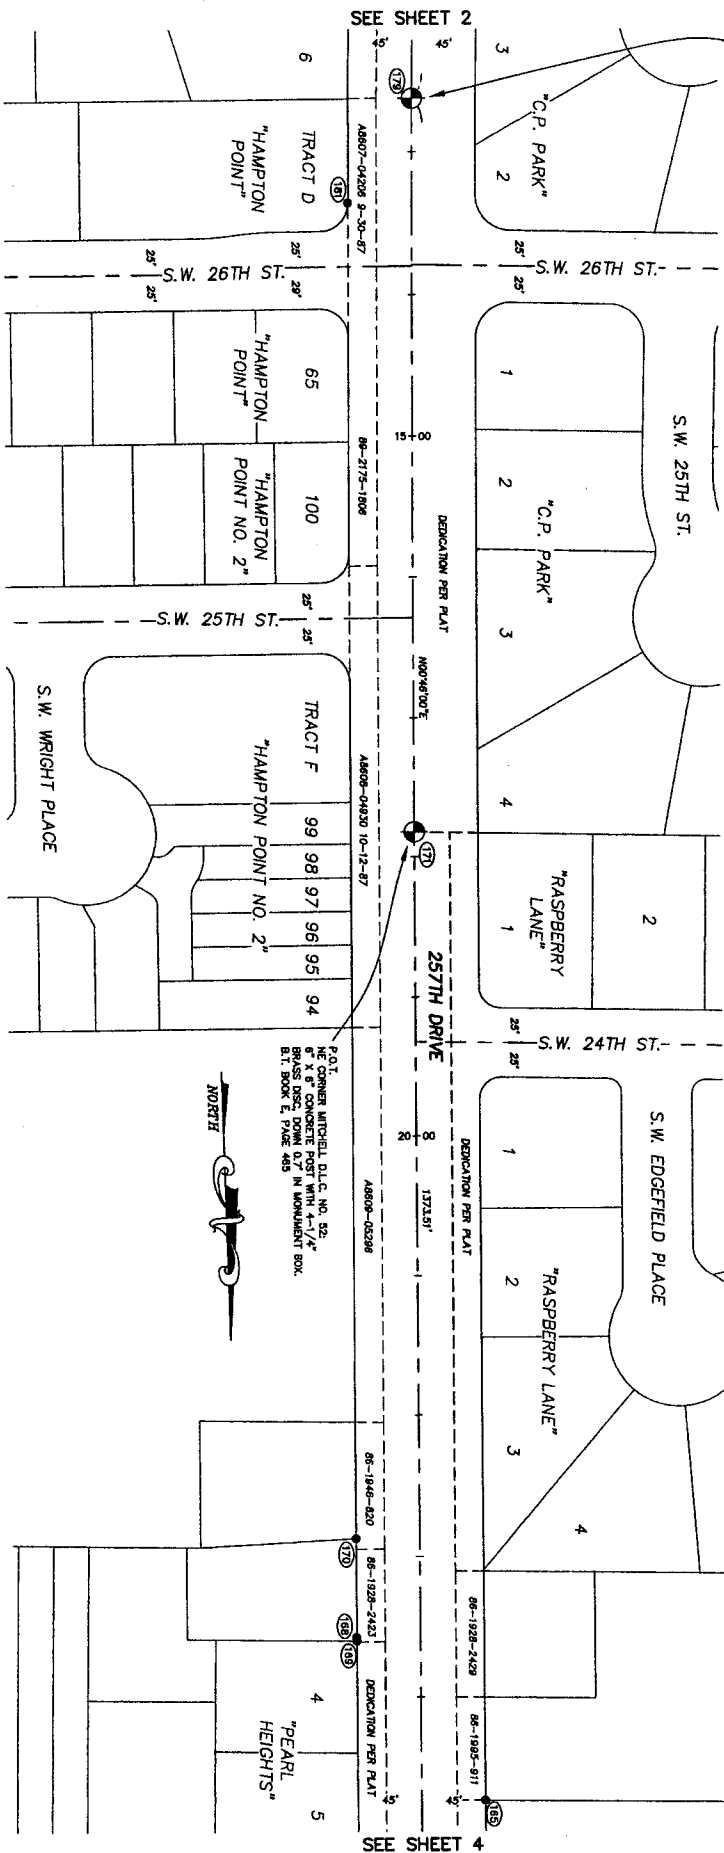 SEE SHEET 2
45'
45'
3
6
179
"C.P. PARK"
2
A8607-04206 9-30-87
TRACT D
"HAMPTON
POINT"
181
25'
25'
25'
S.W. 26TH ST.
25'
29'
S.W. 26TH ST.
25'
"HAMPTON
POINT"
65
1
S.W. 25TH ST.
15+00
89-2175-1806
"HAMPTON
POINT NO. 2"
100
2
"C.P. PARK"
DEDICATION PER PLAT
25'
S.W. 25TH ST.
25'
3
N00°46'00"E
S.W. WRIGHT PLACE
TRACT F
"HAMPTON POINT NO. 2"
A8608-04930 10-12-87
4
99
98
97
96
95
94
171
"RASPBERRY
LANE"
2
1
257TH DRIVE
25'
S.W. 24TH ST.
25'
P.O.T.
NE CORNER MITCHELL D.L.C. NO. 52:
6" X 6" CONCRETE POST WITH 4-1/4"
BRASS DISC, DOWN 0.7' IN MONUMENT BOX.
B.T. BOOK E, PAGE 465
NORTH
20+00
1
S.W. EDGEFIELD PLACE
DEDICATION PER PLAT
A8609-05296
1373.51'
2
"RASPBERRY LANE"
3
4
86-1946-820
170
86-1928-2423
86-1928-2429
168
169
DEDICATION PER PLAT
4
"PEARL
HEIGHTS"
5
86-1995-911
45'
45'
165
SEE SHEET 4